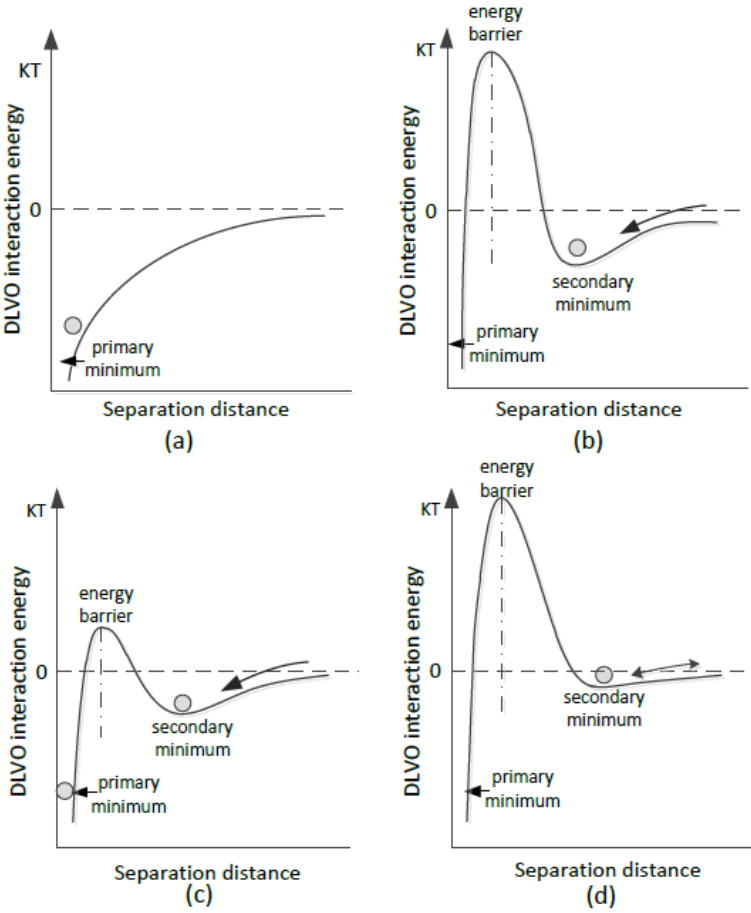 KT
DLVO interaction energy
0
primary
minimum
Separation distance
(a)
energy
barrier
KT
DLVO interaction energy
0
secondary
minimum
primary
minimum
Separation distance
(b)
KT
DLVO interaction energy
energy
barrier
0
secondary
minimum
primary
minimum
Separation distance
(c)
energy
barrier
KT
DLVO interaction energy
0
secondary
minimum
primary
minimum
Separation distance
(d)